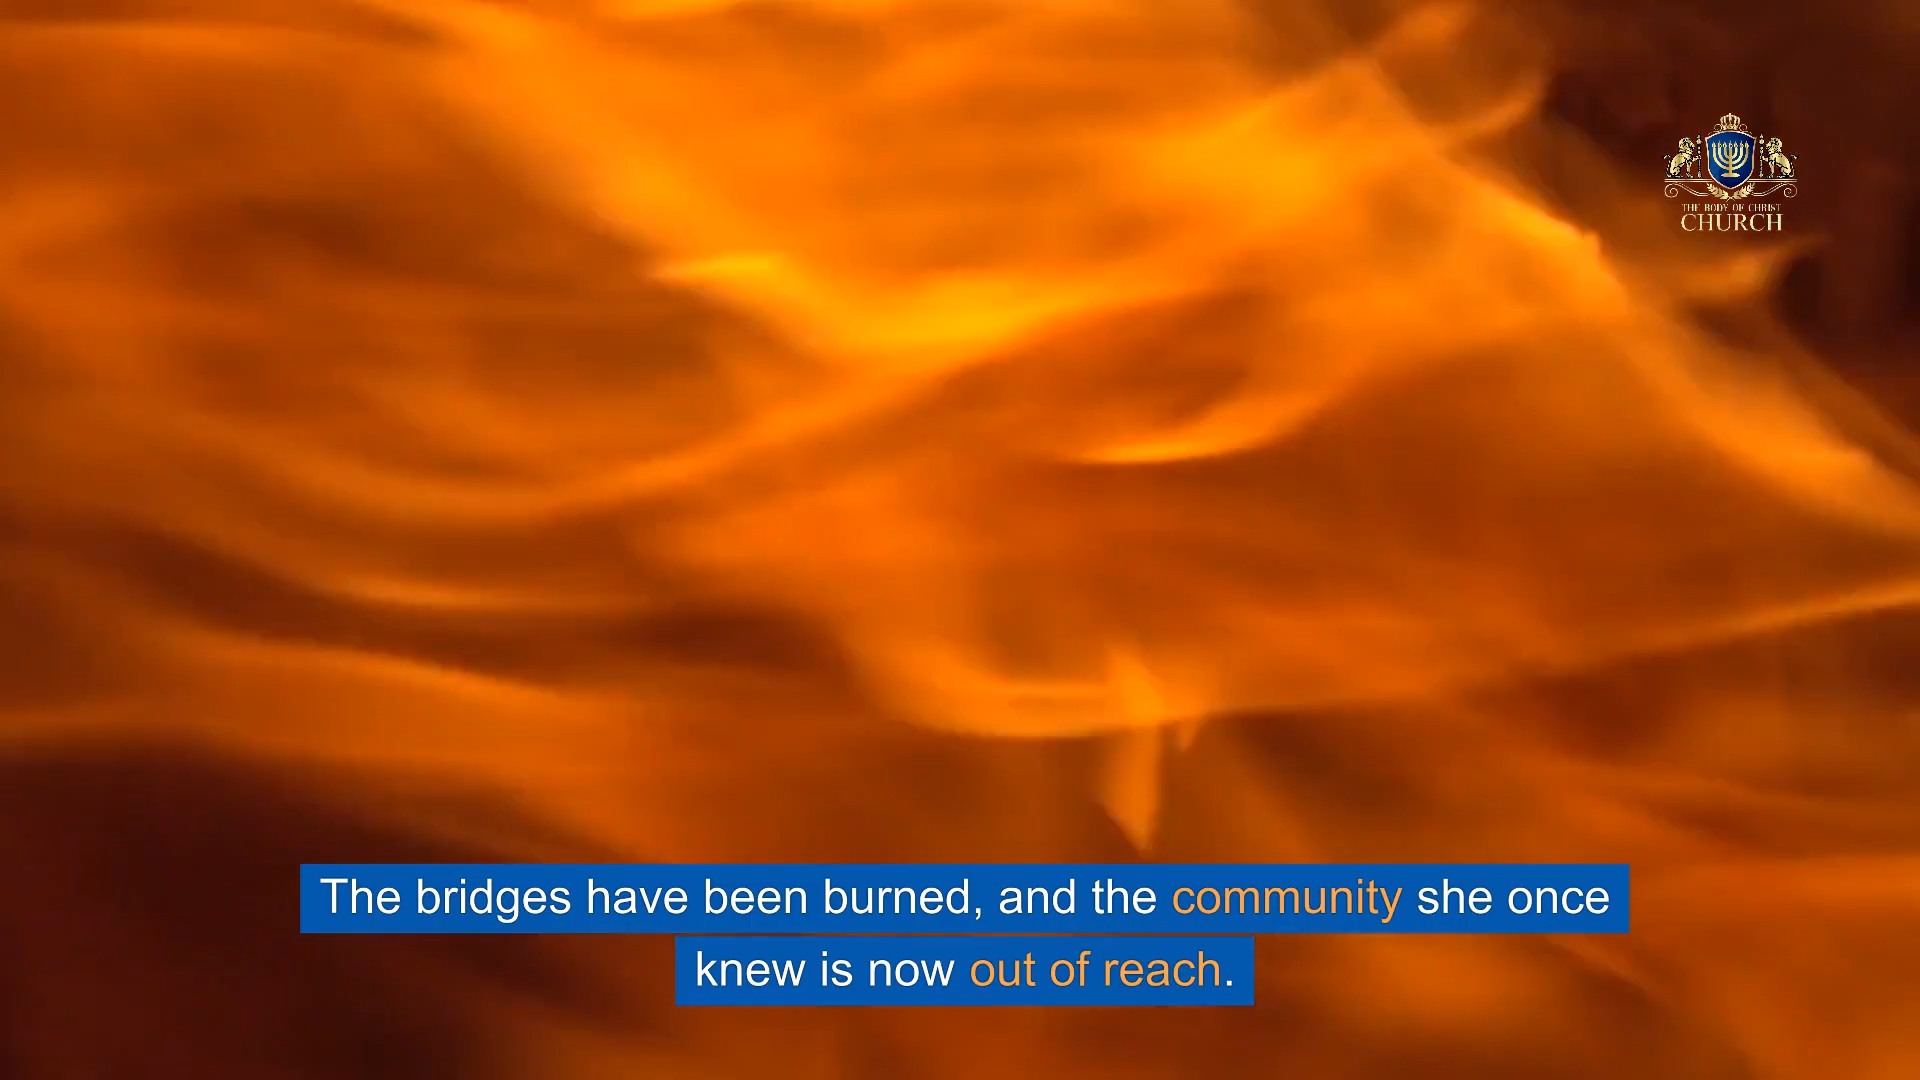 THE BODY OF CHRIST
CHURCH
The bridges have been burned, and the community she once
knew is now out of reach.